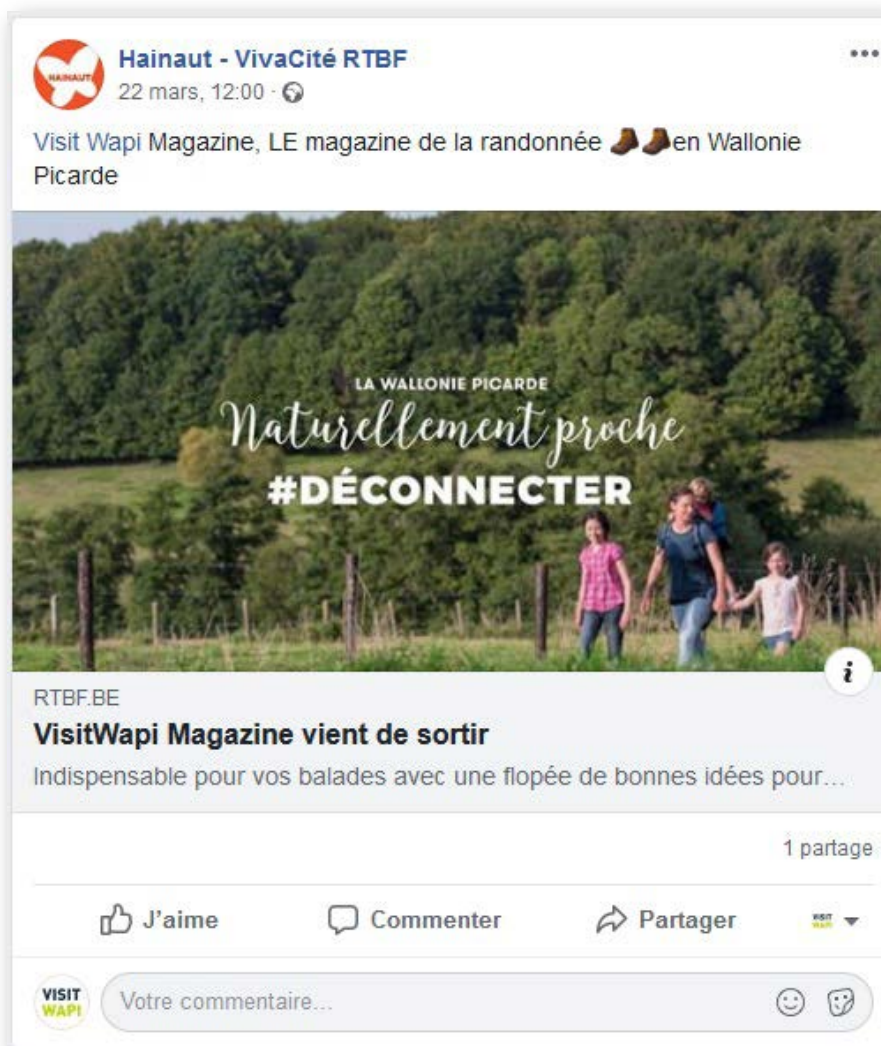 HAINAUT
Hainaut - VivaCité RTBF
22 mars, 12:00 ·
Visit Wapi Magazine, LE magazine de la randonnée 🥾🥾en Wallonie
Picarde
LA WALLONIE PICARDE
Naturellement proche
#DÉCONNECTER
i
RTBF.BE
VisitWapi Magazine vient de sortir
Indispensable pour vos balades avec une flopée de bonnes idées pour...
1 partage
J'aime Commenter Partager VISIT WAPI
VISIT
WAPI
Votre commentaire...